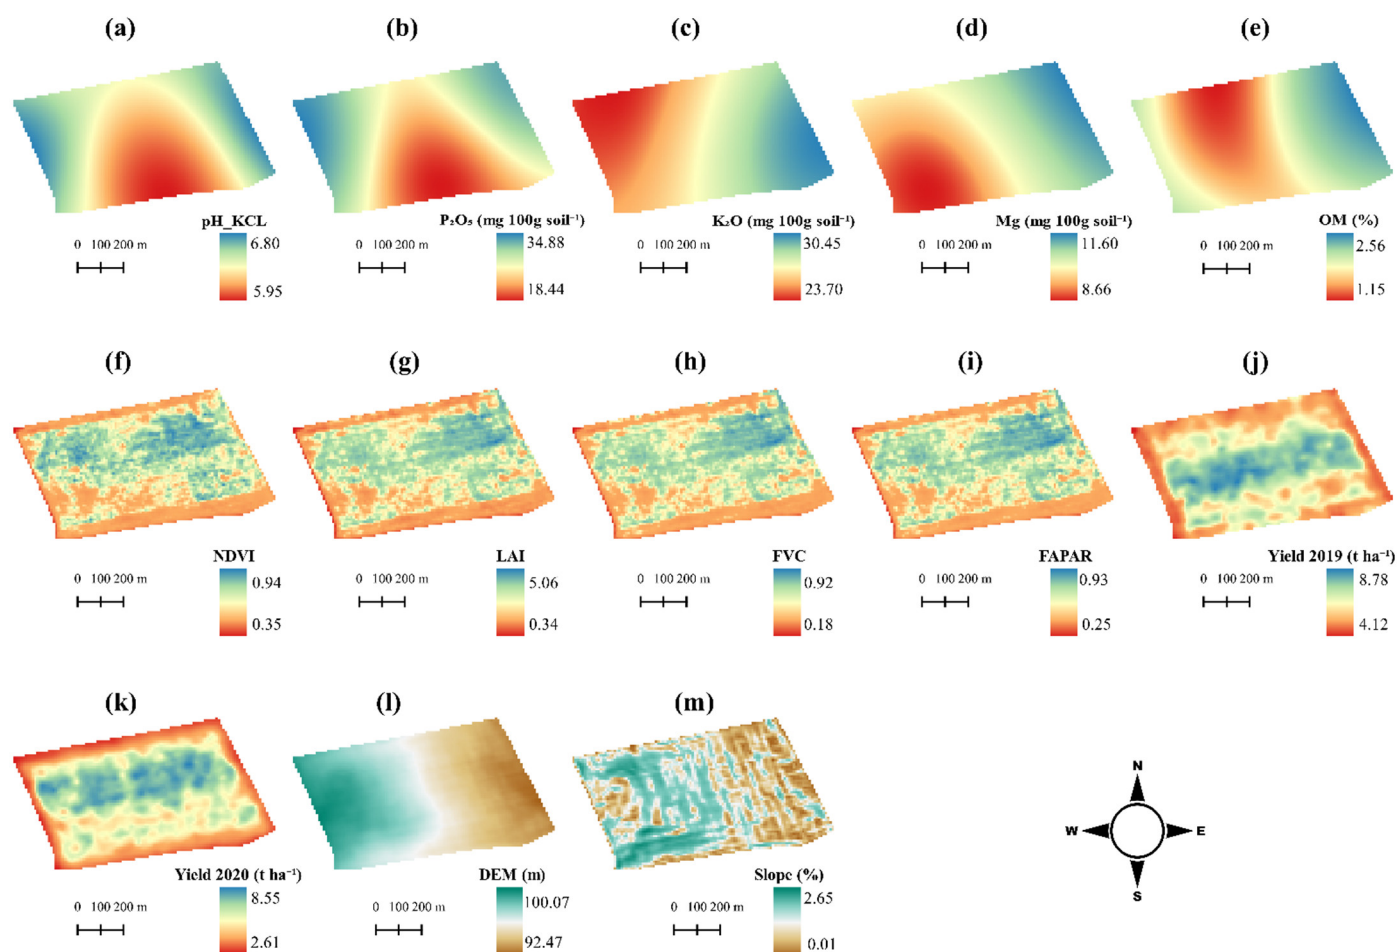 (a) (b) (c) (d) (e)
pH_KCL P₂O₅ (mg 100g soil⁻¹) K₂O (mg 100g soil⁻¹) Mg (mg 100g soil⁻¹) OM (%)
0 100 200 m 6.80 0 100 200 m 34.88 0 100 200 m 30.45 0 100 200 m 11.60 0 100 200 m 2.56
5.95 18.44 23.70 8.66 1.15
(f) (g) (h) (i) (j)
NDVI LAI FVC FAPAR Yield 2019 (t ha⁻¹)
0 100 200 m 0.94 0 100 200 m 5.06 0 100 200 m 0.92 0 100 200 m 0.93 0 100 200 m 8.78
0.35 0.34 0.18 0.25 4.12
(k) (l) (m)
N
W E
S
Yield 2020 (t ha⁻¹) DEM (m) Slope (%)
0 100 200 m 8.55 0 100 200 m 100.07 0 100 200 m 2.65
2.61 92.47 0.01